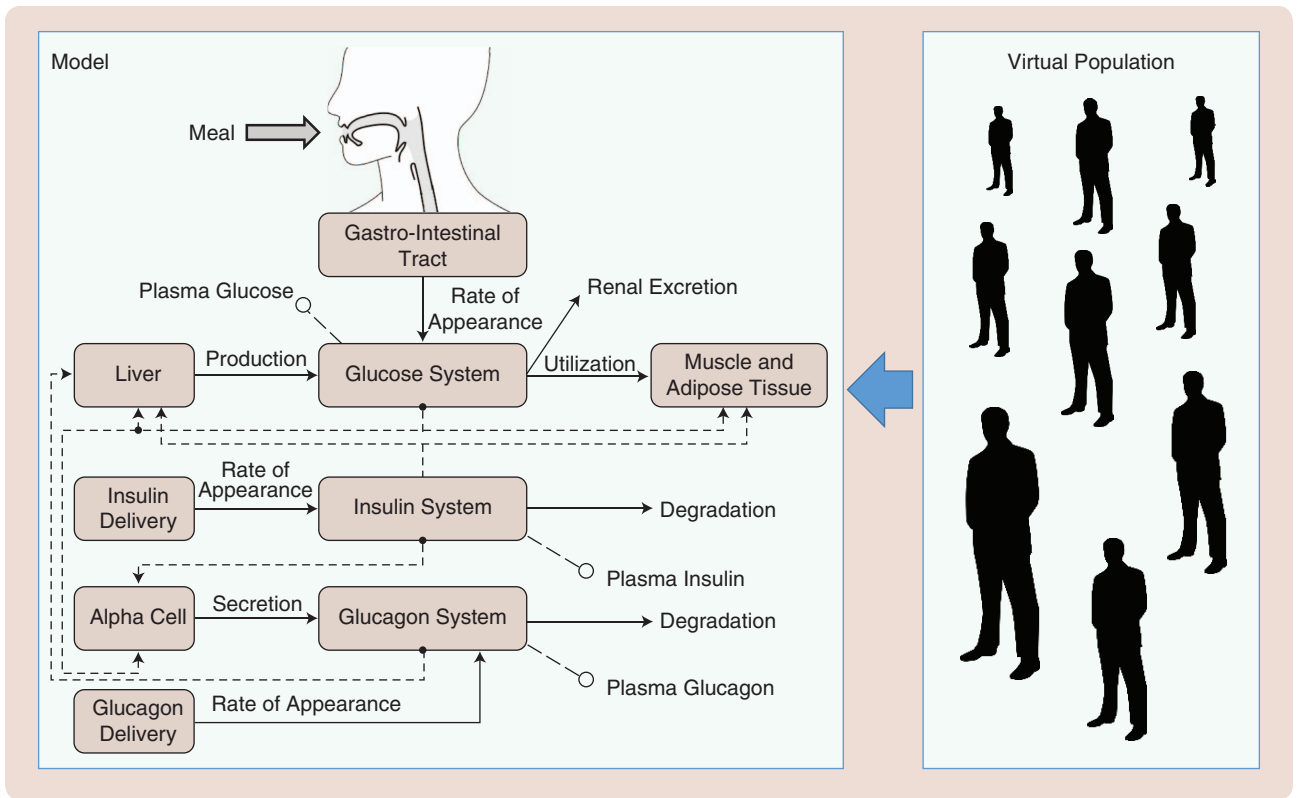 Model
Virtual Population
Meal
Gastro-Intestinal
Tract
Plasma Glucose
Rate of
Appearance
Renal Excretion
Liver
Production
Glucose System
Utilization
Muscle and
Adipose Tissue
Insulin
Delivery
Rate of
Appearance
Insulin System
Degradation
Plasma Insulin
Alpha Cell
Secretion
Glucagon System
Degradation
Plasma Glucagon
Glucagon
Delivery
Rate of Appearance